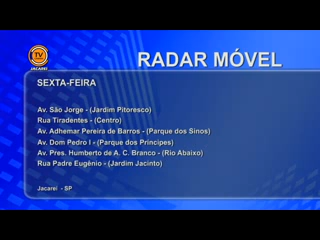 TV
JACAREÍ
RADAR MÓVEL
SEXTA-FEIRA
Av. São Jorge - (Jardim Pitoresco)
Rua Tiradentes - (Centro)
Av. Adhemar Pereira de Barros - (Parque dos Sinos)
Av. Dom Pedro I - (Parque dos Príncipes)
Av. Pres. Humberto de A. C. Branco - (Rio Abaixo)
Rua Padre Eugênio - (Jardim Jacinto)
Jacareí - SP